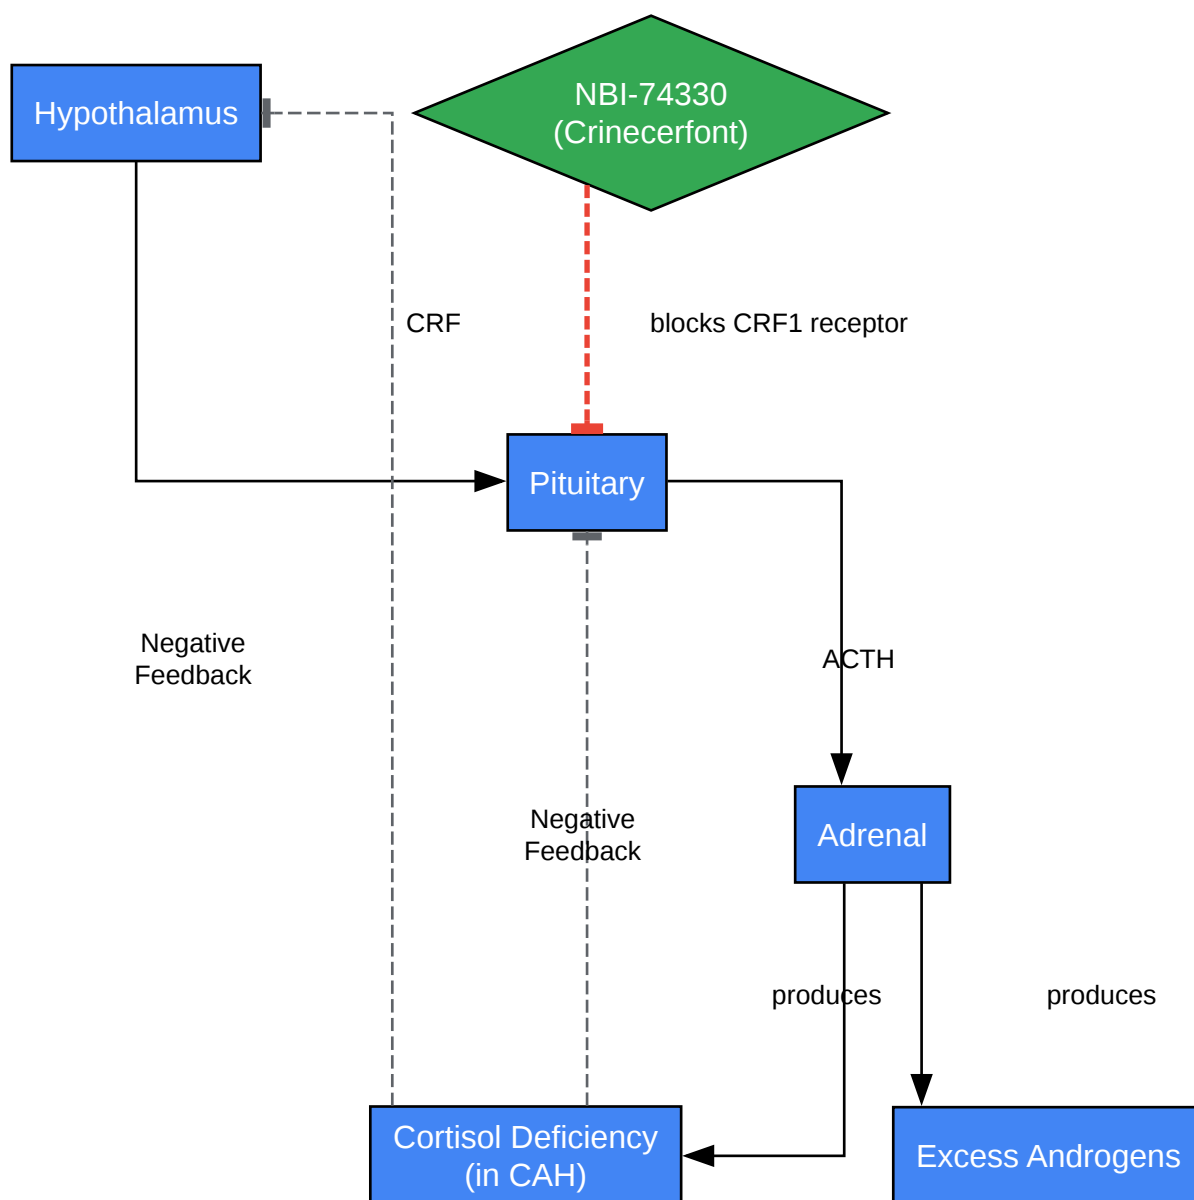 Hypothalamus
NBI-74330
(Crinecerfont)
CRF
blocks CRF1 receptor
Pituitary
Negative
Feedback
ACTH
Negative
Feedback
Adrenal
produces
produces
Cortisol Deficiency
(in CAH)
Excess Androgens